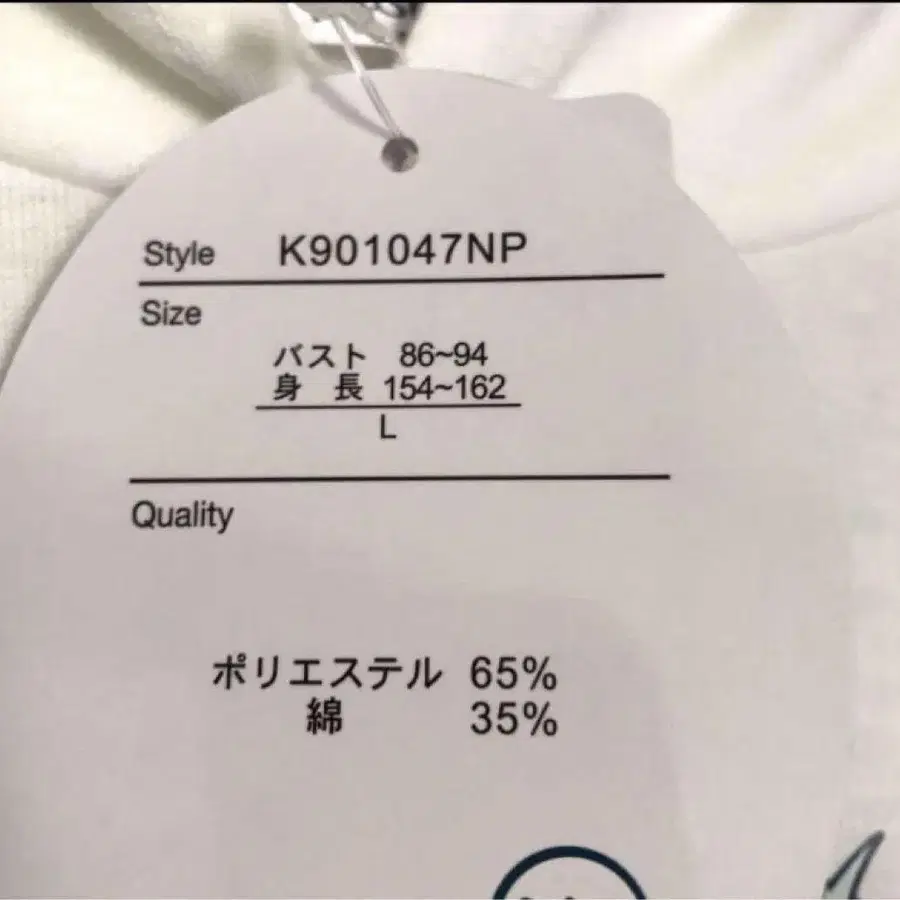 Style K901047NP
Size
バスト 86~94
身 長 154~162
L
Quality
ポリエステル 65%
綿 35%